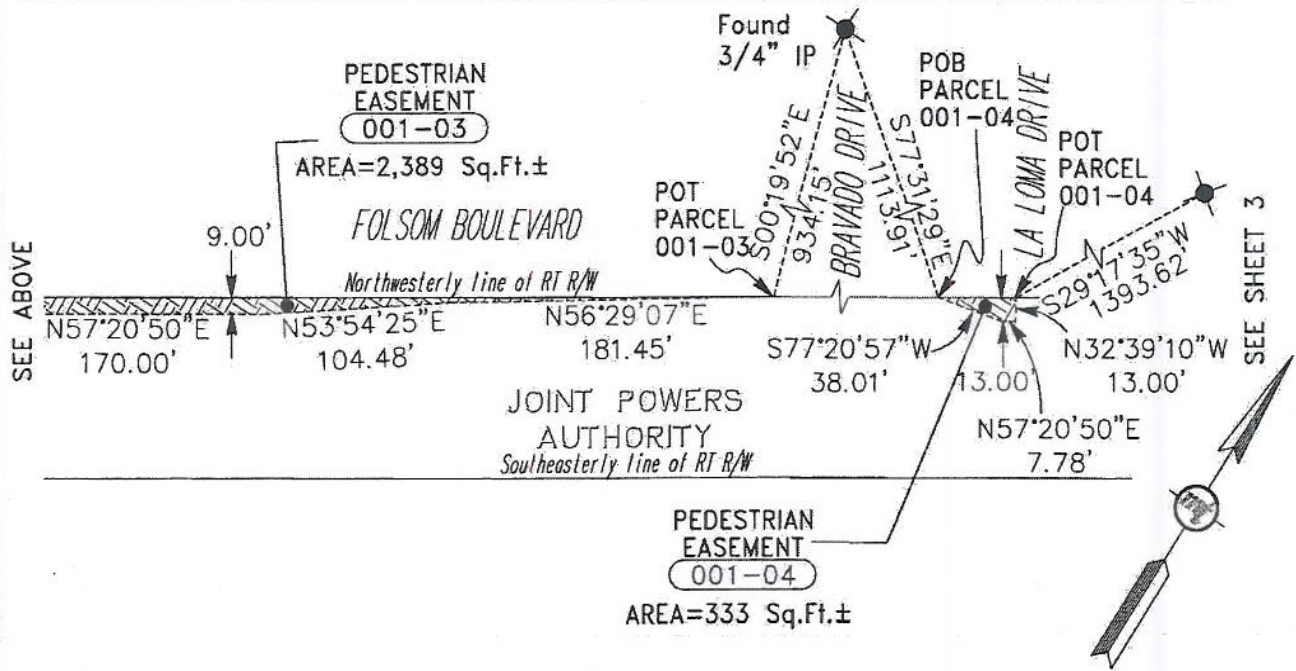 Found
3/4" IP
PEDESTRIAN
EASEMENT
001-03
AREA=2,389 Sq.Ft.±
POB
PARCEL
001-04
LA LOMA DRIVE
POT
PARCEL
001-04
S00°19'52"E
934.15'
BRAVADO DRIVE
S77°31'29"E
1113.91'
POT
PARCEL
001-03
FOLSOM BOULEVARD
9.00'
SEE ABOVE
Northwesterly line of RT R/W
S29°17'35"W
1393.62'
SEE SHEET 3
N57°20'50"E
170.00'
N53°54'25"E
104.48'
N56°29'07"E
181.45'
S77°20'57"W
38.01'
13.00'
N32°39'10"W
13.00'
N57°20'50"E
7.78'
JOINT POWERS
AUTHORITY
Southeasterly line of RT R/W
PEDESTRIAN
EASEMENT
001-04
AREA=333 Sq.Ft.±